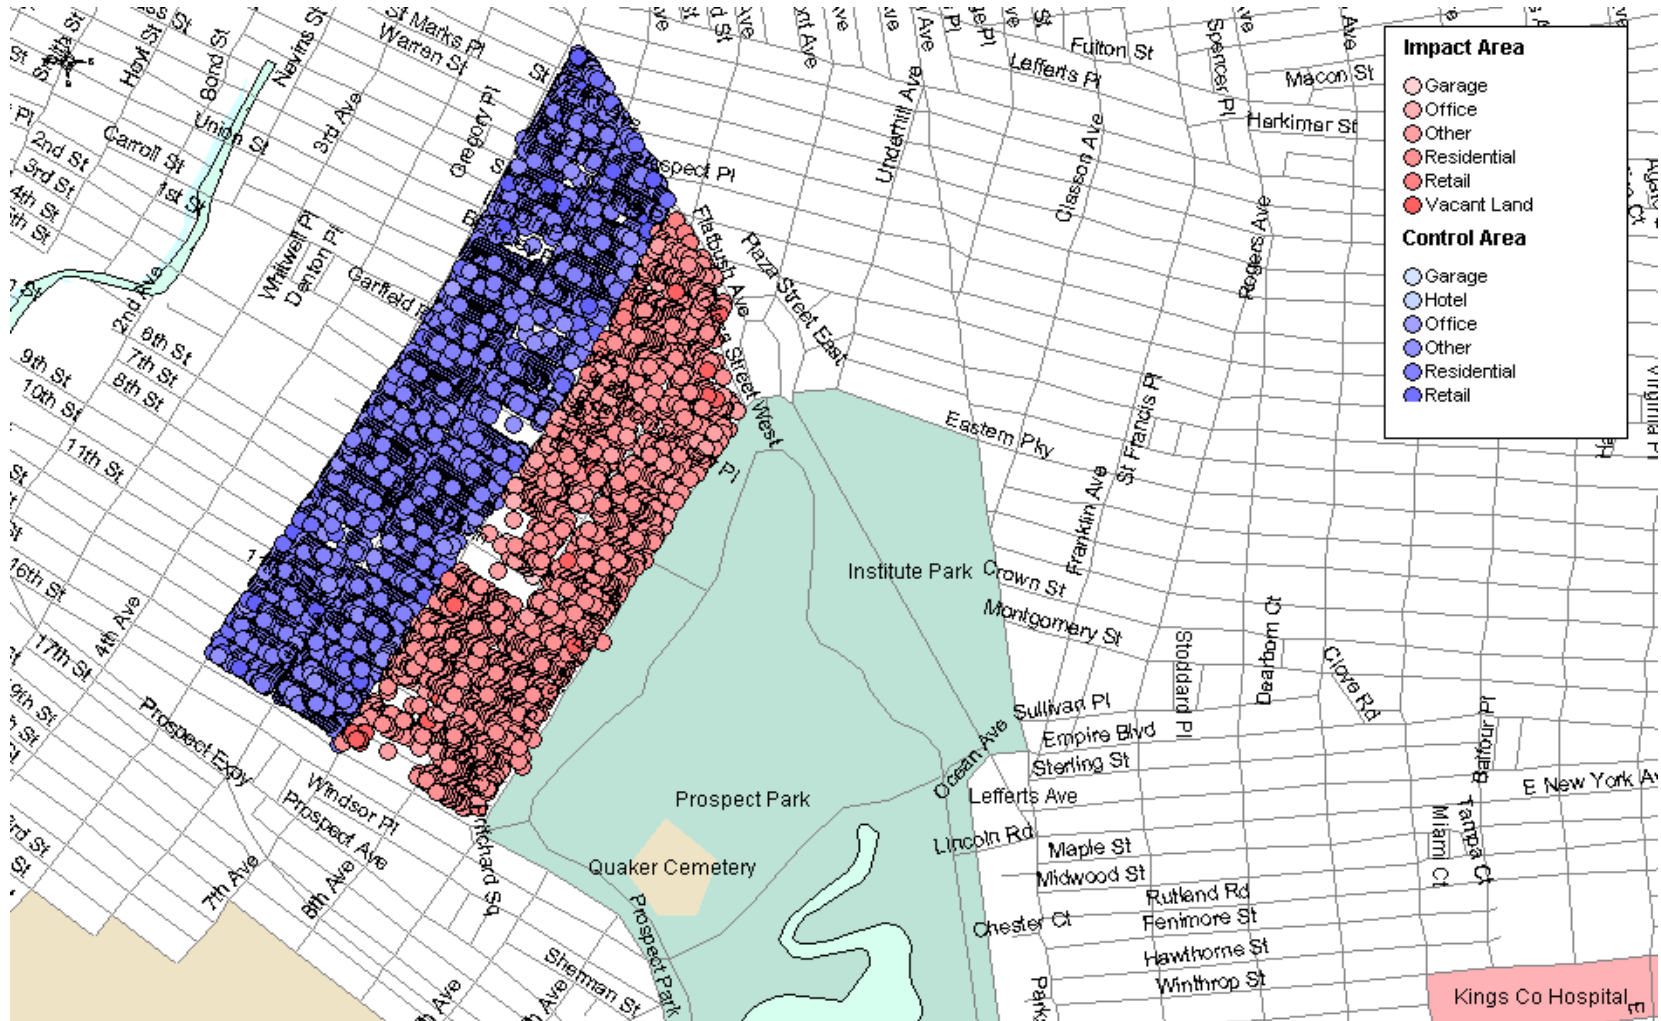 Impact Area
Garage
Office
Other
Residential
Retail
Vacant Land
Control Area
Garage
Hotel
Office
Other
Residential
Retail
St Marks Pl
Warren St
Hoyt St
Bond St
Nevins St
3rd Ave
Gregory Pl
Union St
Carroll St
1st St
2nd St
3rd St
4th St
Whitwell Pl
Denton Pl
2nd Ave
Garfield
6th St
7th St
8th St
9th St
10th St
11th St
16th St
17th St
4th Ave
Prospect Expy
Windsor Pl
Prospect Ave
7th Ave
8th Ave
Pritchard Sq
Sherman St
Prospect Park
Flatbush Ave
Plaza Street East
Street West
Underhill Ave
Classon Ave
Lefferts Pl
Fulton St
Spencer Pl
Macon St
Harkimer St
Rogers Ave
Eastern Pky
St Francis Pl
Franklin Ave
Institute Park
Crown St
Montgomery St
Stoddard Pl
Dearborn Ct
Clove Rd
Virginia Pl
Sullivan Pl
Empire Blvd
Sterling St
Ocean Ave
Lefferts Ave
Lincoln Rd
Maple St
Midwood St
Rutland Rd
Fenimore St
Chester Ct
Hawthorne St
Winthrop St
Balfour Pl
E New York Av
Miami Ct
Tampa Ct
Prospect Park
Quaker Cemetery
Kings Co Hospital